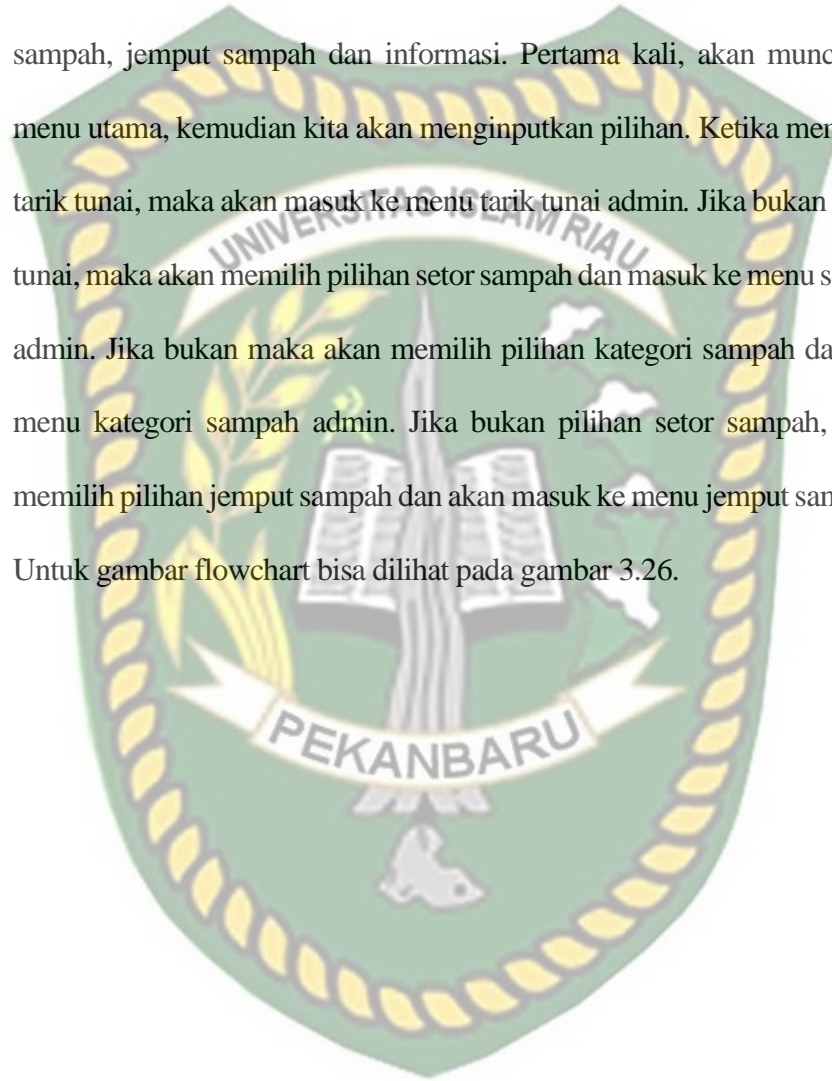 sampah, jemput sampah dan informasi. Pertama kali, akan
menu utama, kemudian kita akan menginputkan pilihan. Ketika
tarik tunai, maka akan masuk ke menu tarik tunai admin. Jika bukan
tunai, maka akan memilih pilihan setor sampah dan masuk ke menu
admin. Jika bukan maka akan memilih pilihan kategori sampah
menu kategori sampah admin. Jika bukan pilihan setor sampah,
memilih pilihan jemput sampah dan akan masuk ke menu jemput
Untuk gambar flowchart bisa dilihat pada gambar 3.26.
UNIVERSITAS ISLAM RIAU
PEKANBARU